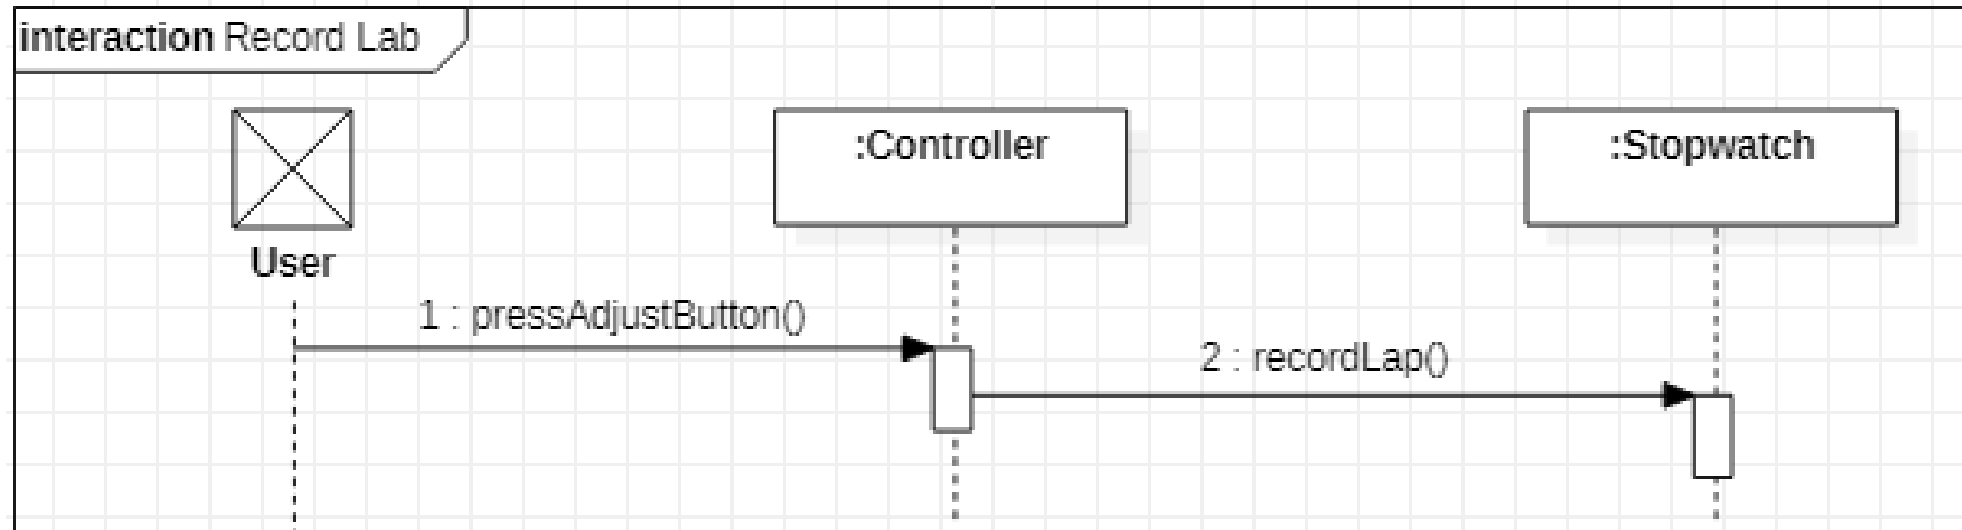 interaction Record Lab
:Controller
:Stopwatch
User
1 : pressAdjustButton()
2 : recordLap()